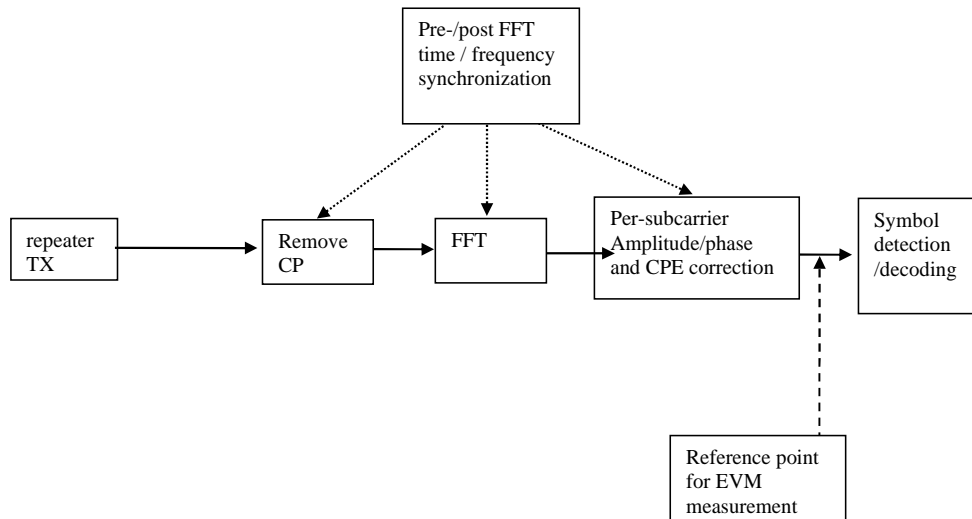 Pre-/post FFT
time / frequency
synchronization
repeater
TX
Remove
CP
FFT
Per-subcarrier
Amplitude/phase
and CPE correction
Symbol
detection
/decoding
Reference point
for EVM
measurement